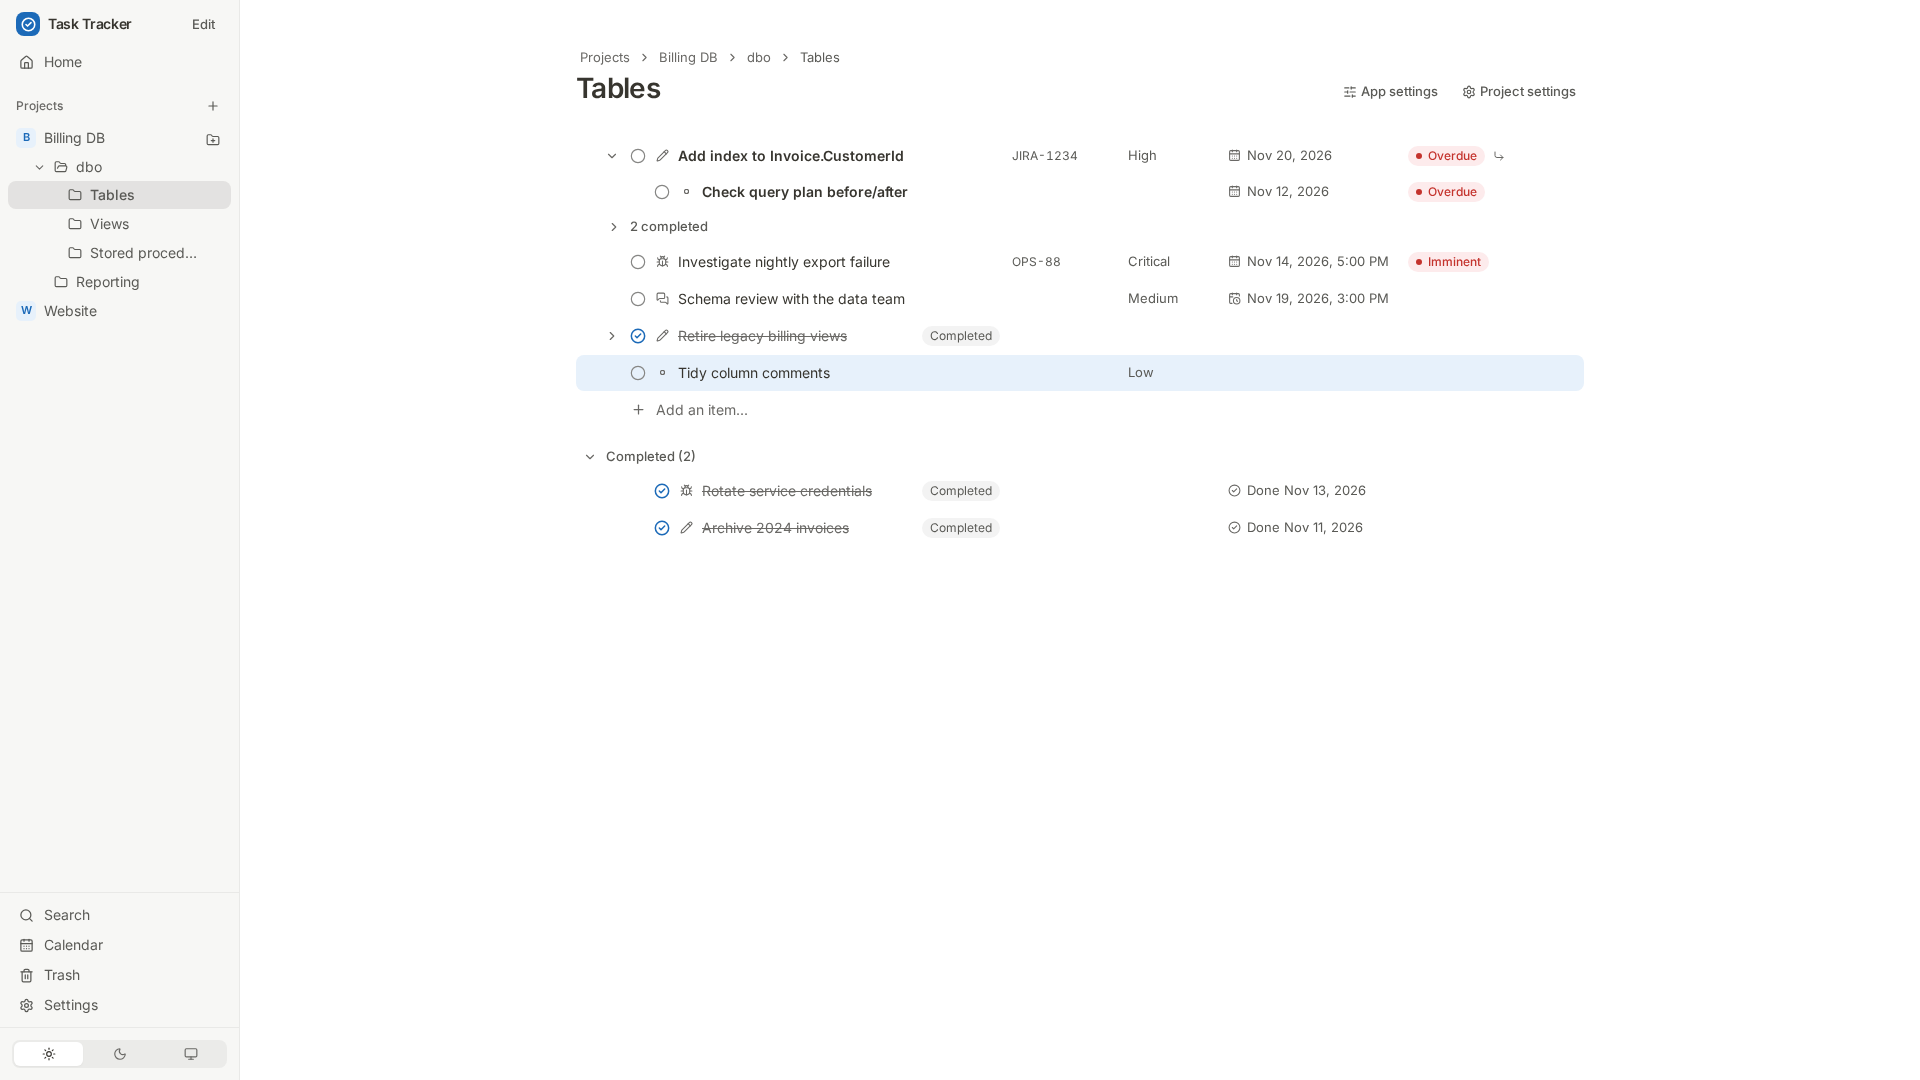 Task Tracker Edit
Home
Projects
B Billing DB
dbo
Tables
Views
Stored proced...
Reporting
W Website
Search
Calendar
Trash
Settings
Projects Billing DB dbo Tables
Tables
App settings Project settings
Add index to Invoice.CustomerId JIRA-1234 High Nov 20, 2026 Overdue
Check query plan before/after Nov 12, 2026 Overdue
2 completed
Investigate nightly export failure OPS-88 Critical Nov 14, 2026, 5:00 PM Imminent
Schema review with the data team Medium Nov 19, 2026, 3:00 PM
Retire legacy billing views Completed
Tidy column comments Low
Add an item...
Completed (2)
Rotate service credentials Completed Done Nov 13, 2026
Archive 2024 invoices Completed Done Nov 11, 2026